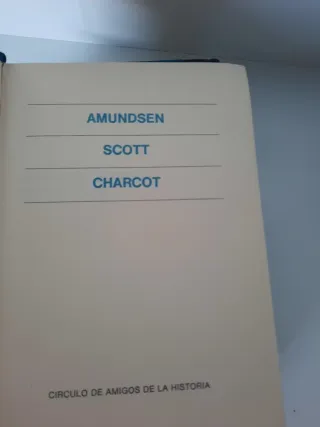 AMUNDSEN
SCOTT
CHARCOT
CIRCULO DE AMIGOS DE LA HISTORIA